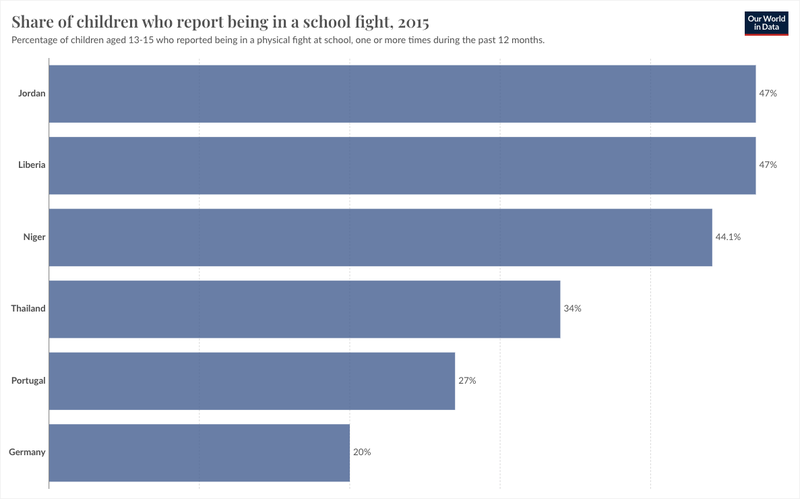 Share of children who report being in a school fight, 2015
Our World
in Data
Percentage of children aged 13-15 who reported being in a physical fight at school, one or more times during the past 12 months.
Jordan 47%
Liberia 47%
Niger 44.1%
Thailand 34%
Portugal 27%
Germany 20%